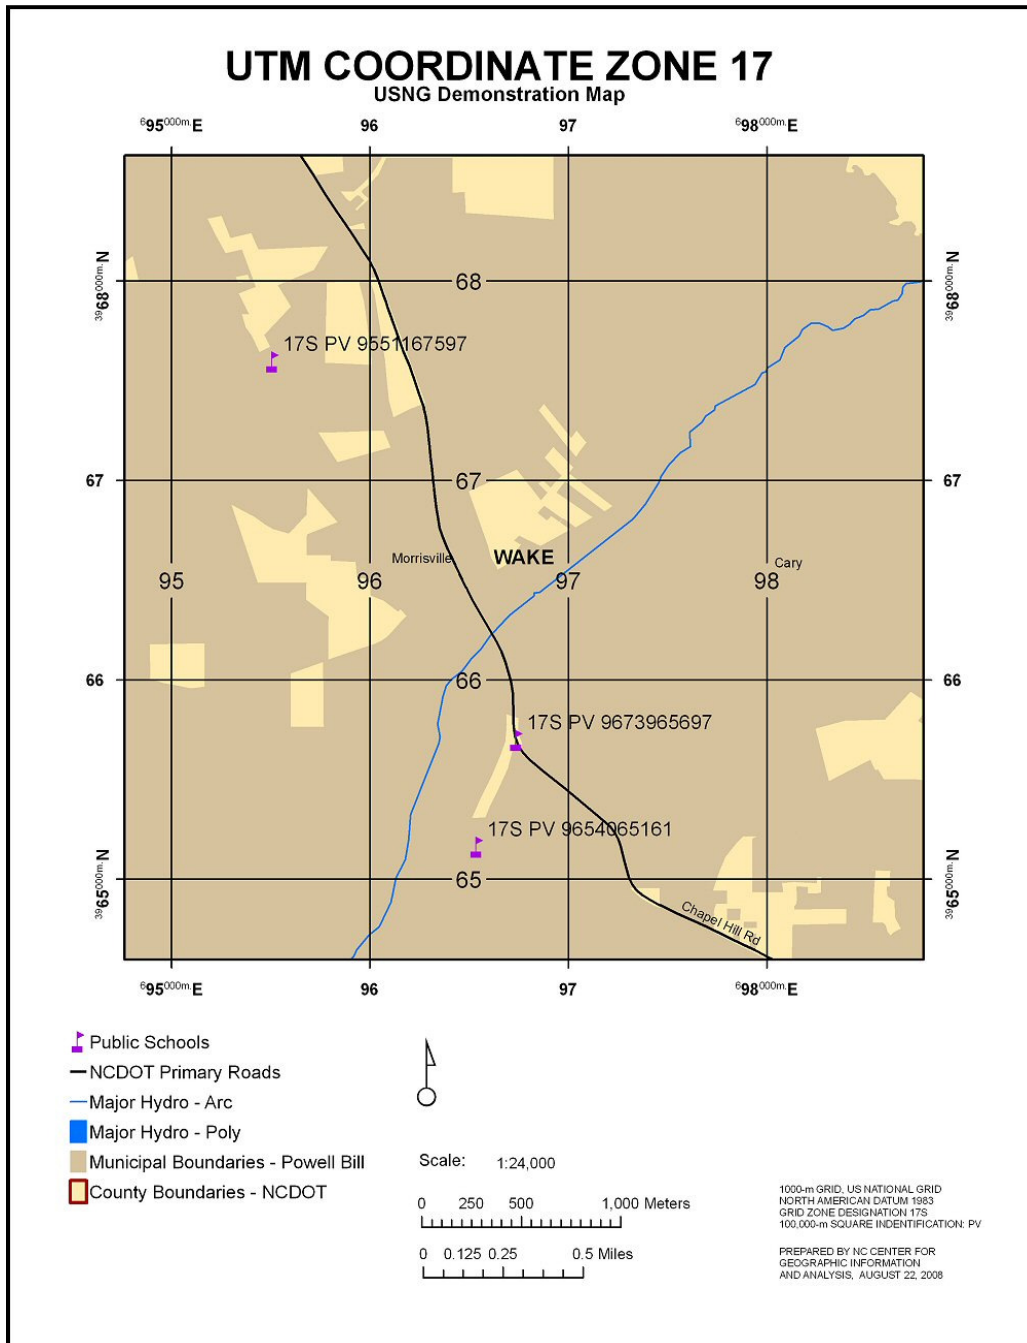 UTM COORDINATE ZONE 17
USNG Demonstration Map
695000m.E 96 97 698000m.E
3968000m.N 68 3968000m.N
17S PV 9551167597
67 67 67
Morrisville WAKE Cary
95 96 97 98
66 66 66
17S PV 9673965697
17S PV 9654065161
3965000m.N 65 3965000m.N
Chapel Hill Rd
695000m.E 96 97 698000m.E
Public Schools
NCDOT Primary Roads
Major Hydro - Arc
Major Hydro - Poly
Municipal Boundaries - Powell Bill
County Boundaries - NCDOT
Scale: 1:24,000
0 250 500 1,000 Meters
0 0.125 0.25 0.5 Miles
1000-m GRID, US NATIONAL GRID
NORTH AMERICAN DATUM 1983
GRID ZONE DESIGNATION 17S
100,000-m SQUARE INDENTIFICATION: PV
PREPARED BY NC CENTER FOR
GEOGRAPHIC INFORMATION
AND ANALYSIS, AUGUST 22, 2008